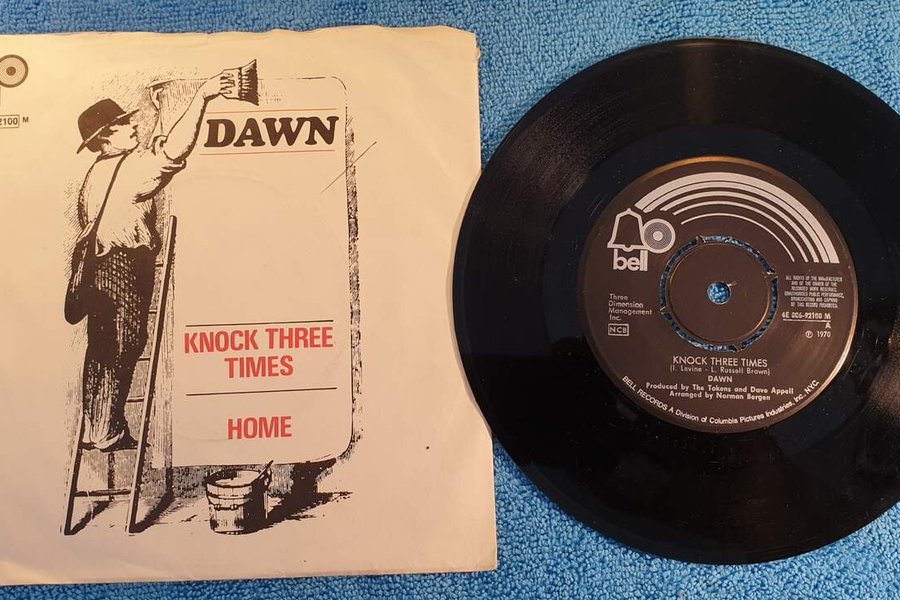 2100 M
DAWN
KNOCK THREE
TIMES
HOME
bell
ALL RIGHTS OF THE MANUFACTURER
AND OF THE OWNER OF THE
RECORDED WORK RESERVED.
UNAUTHORISED PUBLIC PERFORMANCE,
BROADCASTING AND COPYING
OF THIS RECORD PROHIBITED.
Three
Dimension
Management
Inc.
NCB
6E 006-92100 M
A
℗ 1970
KNOCK THREE TIMES
(I. Lavine - L. Russell Brown)
DAWN
Produced by The Tokens and Dave Appell
Arranged by Norman Bergen
BELL RECORDS A Division of Columbia Pictures Industries, Inc. N.Y.C.